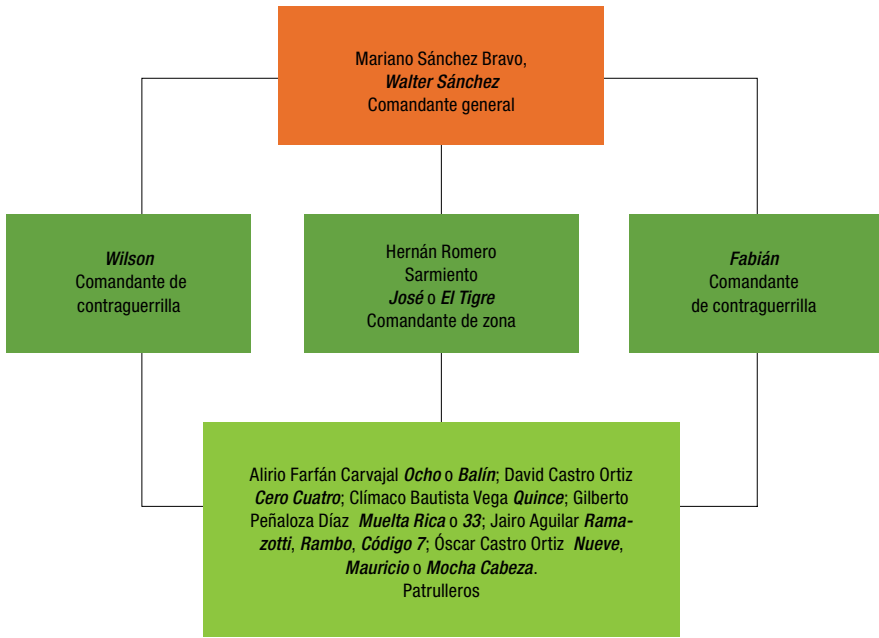 Mariano Sánchez Bravo,
Walter Sánchez
Comandante general
Wilson
Comandante de
contraguerrilla
Hernán Romero
Sarmiento
José o El Tigre
Comandante de zona
Fabián
Comandante
de contraguerrilla
Alirio Farfán Carvajal Ocho o Balín; David Castro Ortiz
Cero Cuatro; Clímaco Bautista Vega Quince; Gilberto
Peñaloza Díaz Muelta Rica o 33; Jairo Aguilar Rama-
zotti, Rambo, Código 7; Óscar Castro Ortiz Nueve,
Mauricio o Mocha Cabeza.
Patrulleros